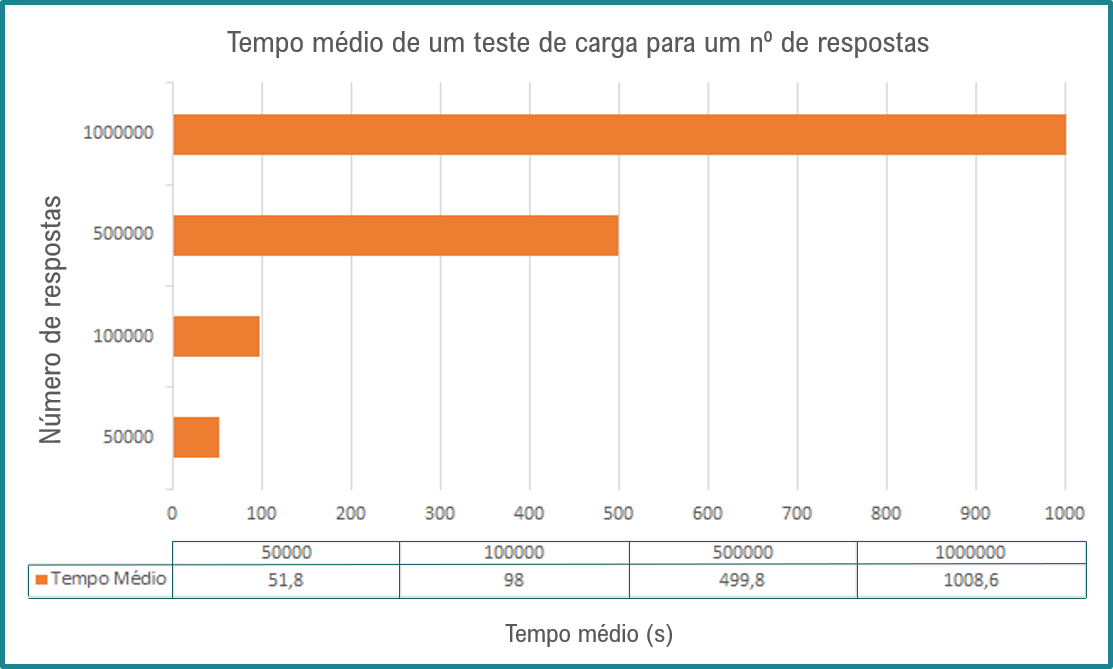 Tempo médio de um teste de carga para um nº de respostas
Número de respostas
1000000
500000
100000
50000
0 100 200 300 400 500 600 700 800 900 1000
50000 100000 500000 1000000
Tempo Médio 51,8 98 499,8 1008,6
Tempo médio (s)